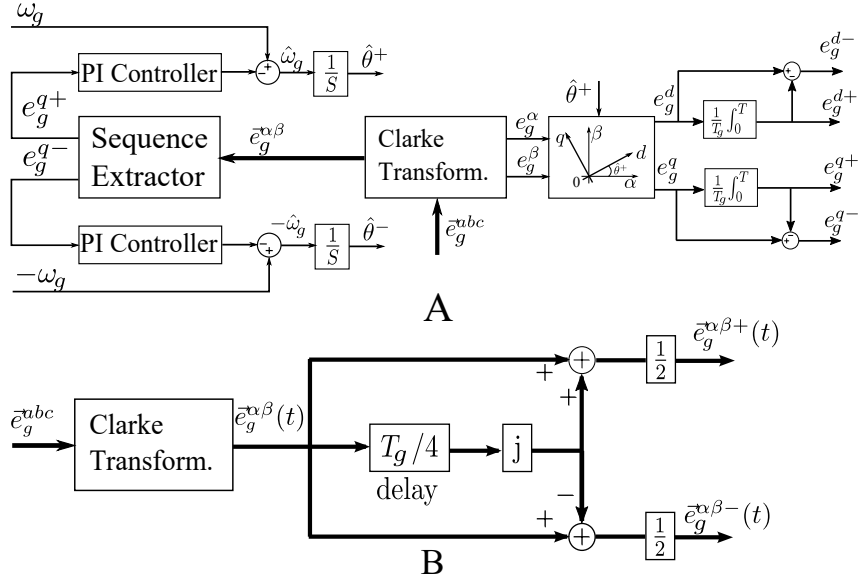 ω_g
PI Controller
− +
ω̂_g
1/S
θ̂⁺
e_g^{q+}
e_g^{q−}
Sequence
Extractor
e⃗_g^{αβ}
Clarke
Transform.
e⃗_g^{abc}
e_g^α
e_g^β
θ̂⁺
q
β
d
θ̂⁺
0
α
e_g^d
e_g^q
1/T_g ∫_0^T
1/T_g ∫_0^T
+ −
e_g^{d−}
e_g^{d+}
e_g^{q+}
e_g^{q−}
+ −
PI Controller
− +
−ω̂_g
1/S
θ̂⁻
−ω_g
A
e⃗_g^{abc}
Clarke
Transform.
e⃗_g^{αβ}(t)
T_g/4
delay
j
+
+
+
1/2
e⃗_g^{αβ+}(t)
−
+
+
1/2
e⃗_g^{αβ−}(t)
B